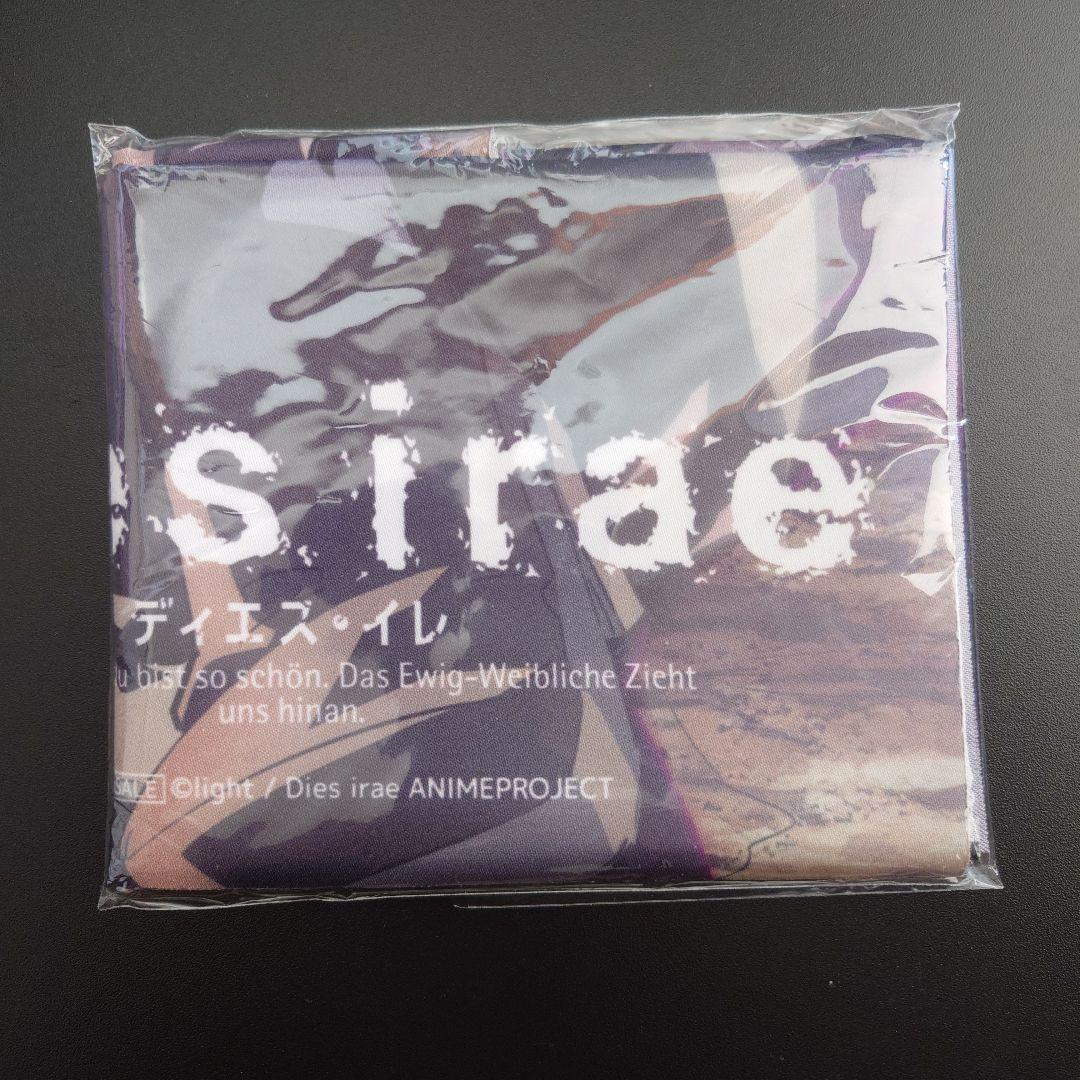 s irae
ディエス・イレ
u bist so schön. Das Ewig-Weibliche Zieht
uns hinan.
SALE ©light / Dies irae ANIMEPROJECT